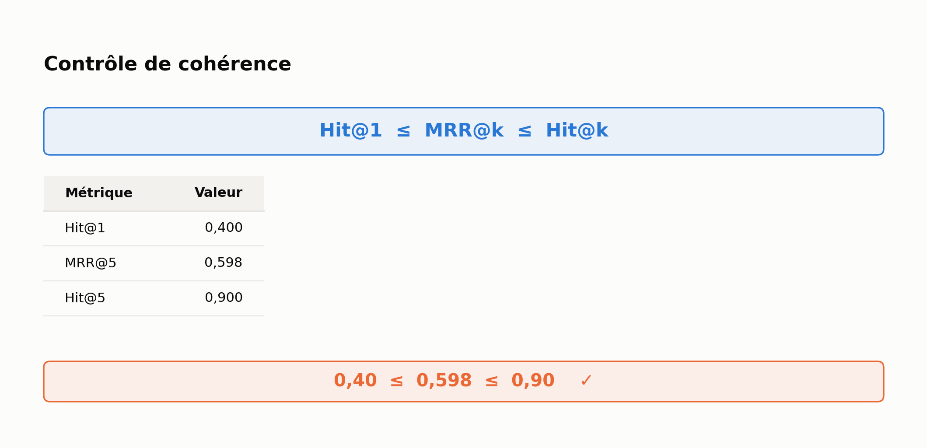 Contrôle de cohérence
Hit@1 ≤ MRR@k ≤ Hit@k
Métrique Valeur
Hit@1 0,400
MRR@5 0,598
Hit@5 0,900
0,40 ≤ 0,598 ≤ 0,90 ✓